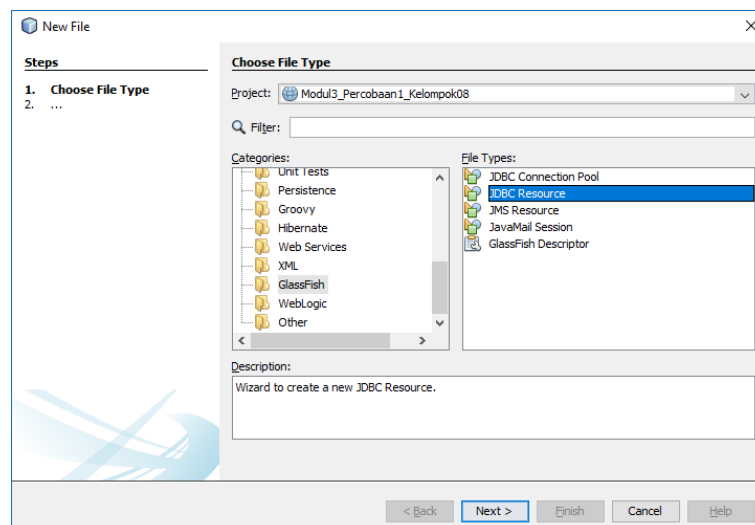 New File
Steps
1. Choose File Type
2. ...
Choose File Type
Project: Modul3_Percobaan1_Kelompok08
Filter:
Categories:
Unit Tests
Persistence
Groovy
Hibernate
Web Services
XML
GlassFish
WebLogic
Other
File Types:
JDBC Connection Pool
JDBC Resource
JMS Resource
JavaMail Session
GlassFish Descriptor
Description:
Wizard to create a new JDBC Resource.
< Back
Next >
Finish
Cancel
Help